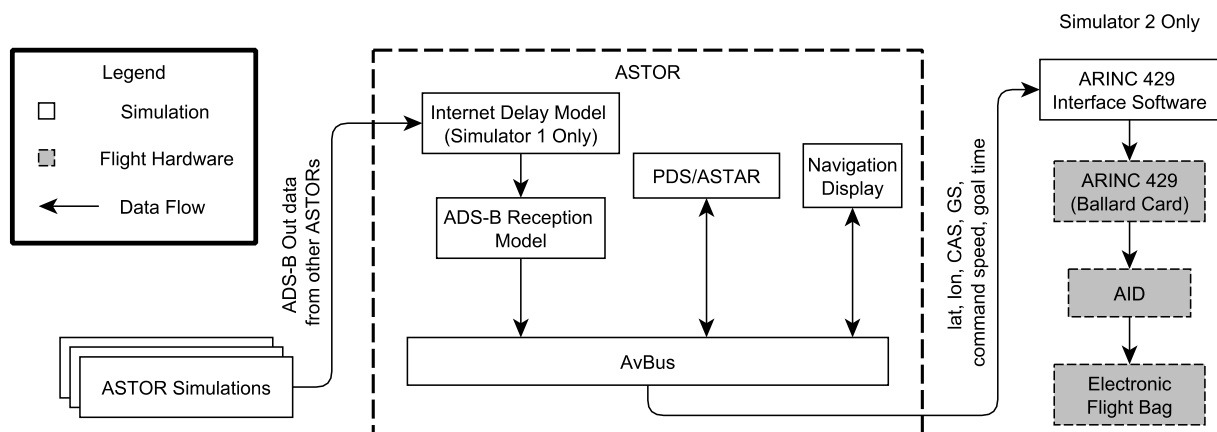 Legend
Simulation
Flight Hardware
Data Flow
ASTOR Simulations
ADS-B Out data
from other ASTORs
ASTOR
Internet Delay Model
(Simulator 1 Only)
ADS-B Reception
Model
PDS/ASTAR
Navigation
Display
AvBus
lat, lon, CAS, GS,
command speed, goal time
Simulator 2 Only
ARINC 429
Interface Software
ARINC 429
(Ballard Card)
AID
Electronic
Flight Bag